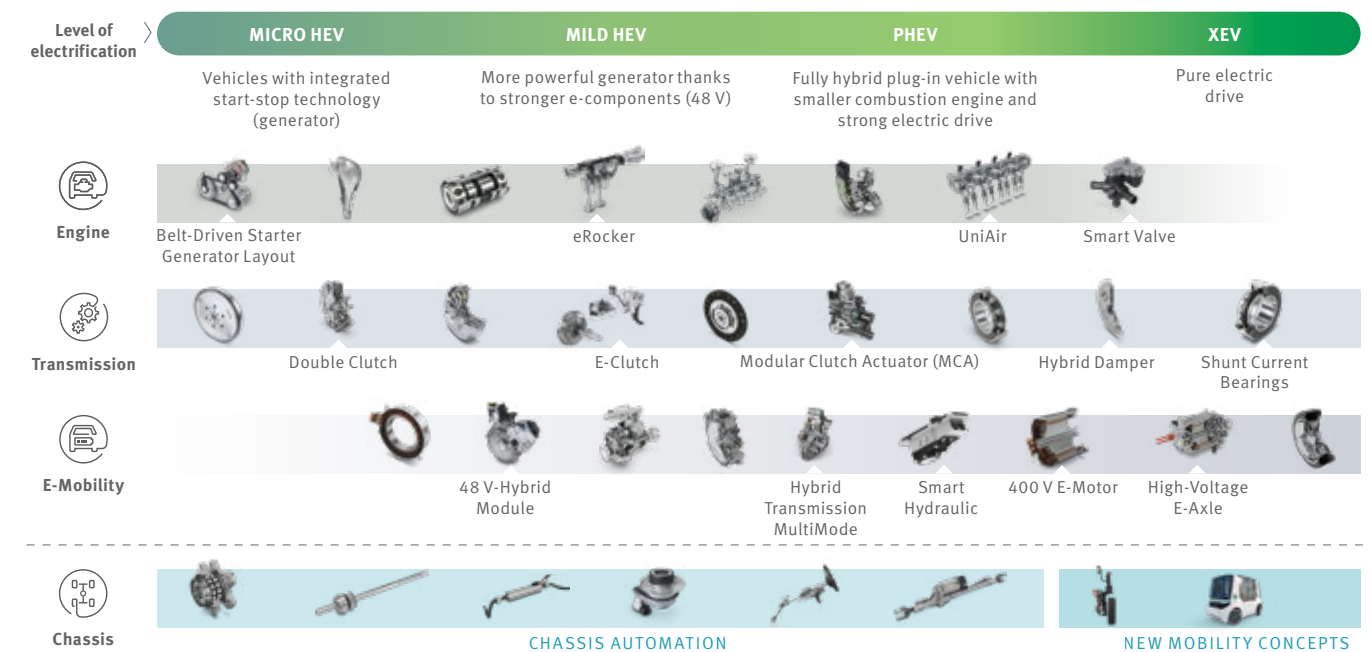 Level of
electrification
MICRO HEV
MILD HEV
PHEV
XEV
Vehicles with integrated
start-stop technology
(generator)
More powerful generator thanks
to stronger e-components (48 V)
Fully hybrid plug-in vehicle with
smaller combustion engine and
strong electric drive
Pure electric
drive
Engine
Belt-Driven Starter
Generator Layout
eRocker
UniAir
Smart Valve
Transmission
Double Clutch
E-Clutch
Modular Clutch Actuator (MCA)
Hybrid Damper
Shunt Current
Bearings
E-Mobility
48 V-Hybrid
Module
Hybrid
Transmission
MultiMode
Smart
Hydraulic
400 V E-Motor
High-Voltage
E-Axle
Chassis
CHASSIS AUTOMATION
NEW MOBILITY CONCEPTS